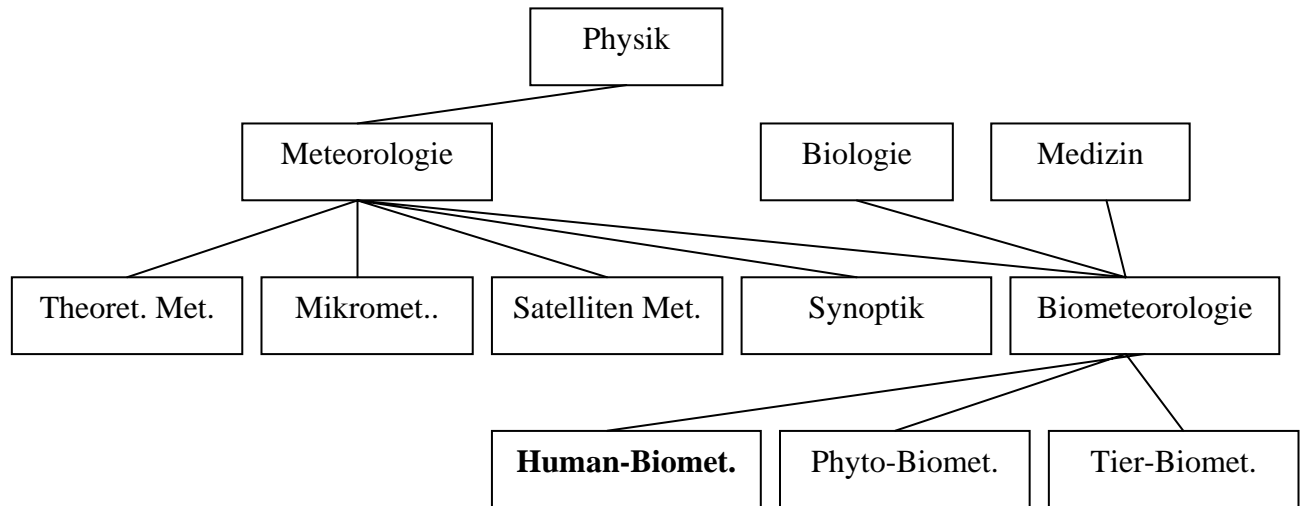 Physik
Meteorologie
Biologie
Medizin
Theoret. Met.
Mikromet..
Satelliten Met.
Synoptik
Biometeorologie
Human-Biomet.
Phyto-Biomet.
Tier-Biomet.